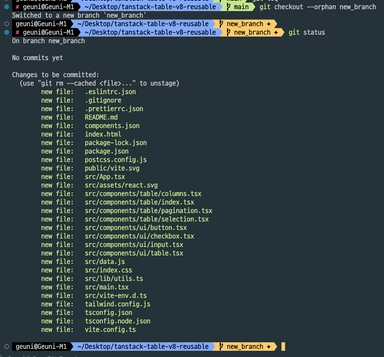 ✘ geuni@Geuni-M1 ~/Desktop/tanstack-table-v8-reusable main git checkout --orphan new_branch
Switched to a new branch 'new_branch'
geuni@Geuni-M1 ~/Desktop/tanstack-table-v8-reusable new_branch +
✘ geuni@Geuni-M1 ~/Desktop/tanstack-table-v8-reusable new_branch + git status
On branch new_branch
No commits yet
Changes to be committed:
(use "git rm --cached <file>..." to unstage)
new file: .eslintrc.json
new file: .gitignore
new file: .prettierrc.json
new file: README.md
new file: components.json
new file: index.html
new file: package-lock.json
new file: package.json
new file: postcss.config.js
new file: public/vite.svg
new file: src/App.tsx
new file: src/assets/react.svg
new file: src/components/table/columns.tsx
new file: src/components/table/index.tsx
new file: src/components/table/pagination.tsx
new file: src/components/table/selection.tsx
new file: src/components/ui/button.tsx
new file: src/components/ui/checkbox.tsx
new file: src/components/ui/input.tsx
new file: src/components/ui/table.tsx
new file: src/data.js
new file: src/index.css
new file: src/lib/utils.ts
new file: src/main.tsx
new file: src/vite-env.d.ts
new file: tailwind.config.js
new file: tsconfig.json
new file: tsconfig.node.json
new file: vite.config.ts
geuni@Geuni-M1 ~/Desktop/tanstack-table-v8-reusable new_branch +